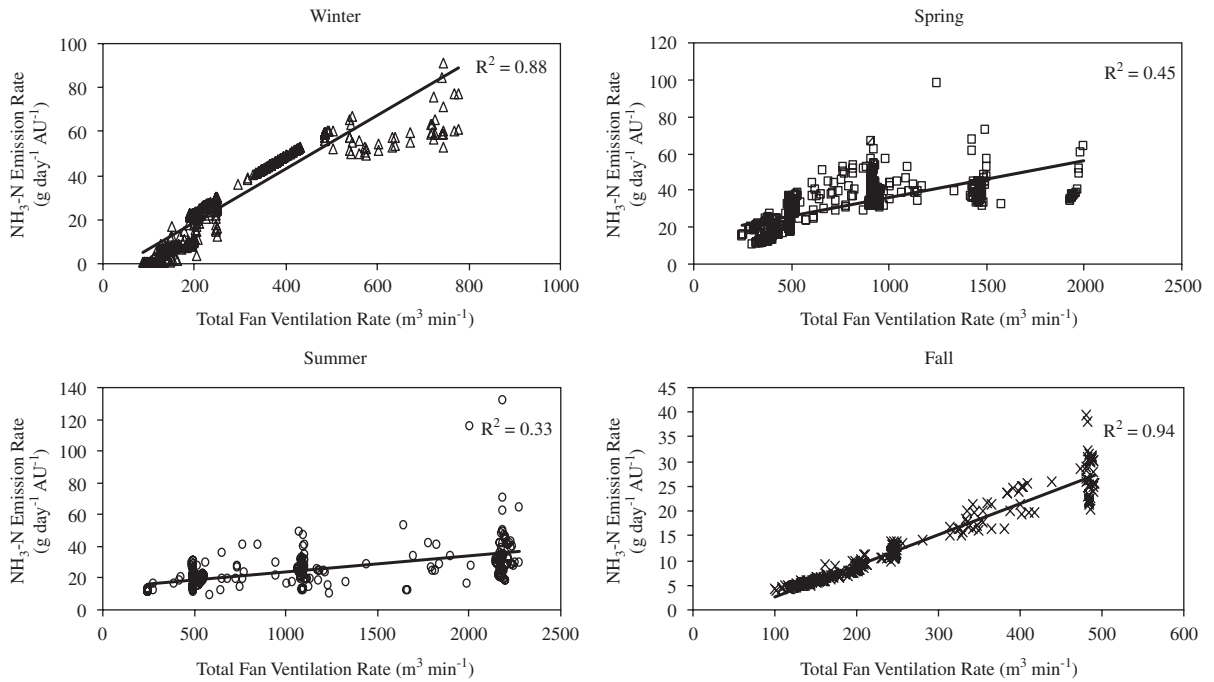 Winter
NH₃-N Emission Rate
(g day⁻¹ AU⁻¹)
100
80
60
40
20
0
R² = 0.88
0 200 400 600 800 1000
Total Fan Ventilation Rate (m³ min⁻¹)
Spring
NH₃-N Emission Rate
(g day⁻¹ AU⁻¹)
120
100
80
60
40
20
0
R² = 0.45
0 500 1000 1500 2000 2500
Total Fan Ventilation Rate (m³ min⁻¹)
Summer
NH₃-N Emission Rate
(g day⁻¹ AU⁻¹)
140
120
100
80
60
40
20
0
R² = 0.33
0 500 1000 1500 2000 2500
Total Fan Ventilation Rate (m³ min⁻¹)
Fall
NH₃-N Emission Rate
(g day⁻¹ AU⁻¹)
45
40
35
30
25
20
15
10
5
0
R² = 0.94
0 100 200 300 400 500 600
Total Fan Ventilation Rate (m³ min⁻¹)